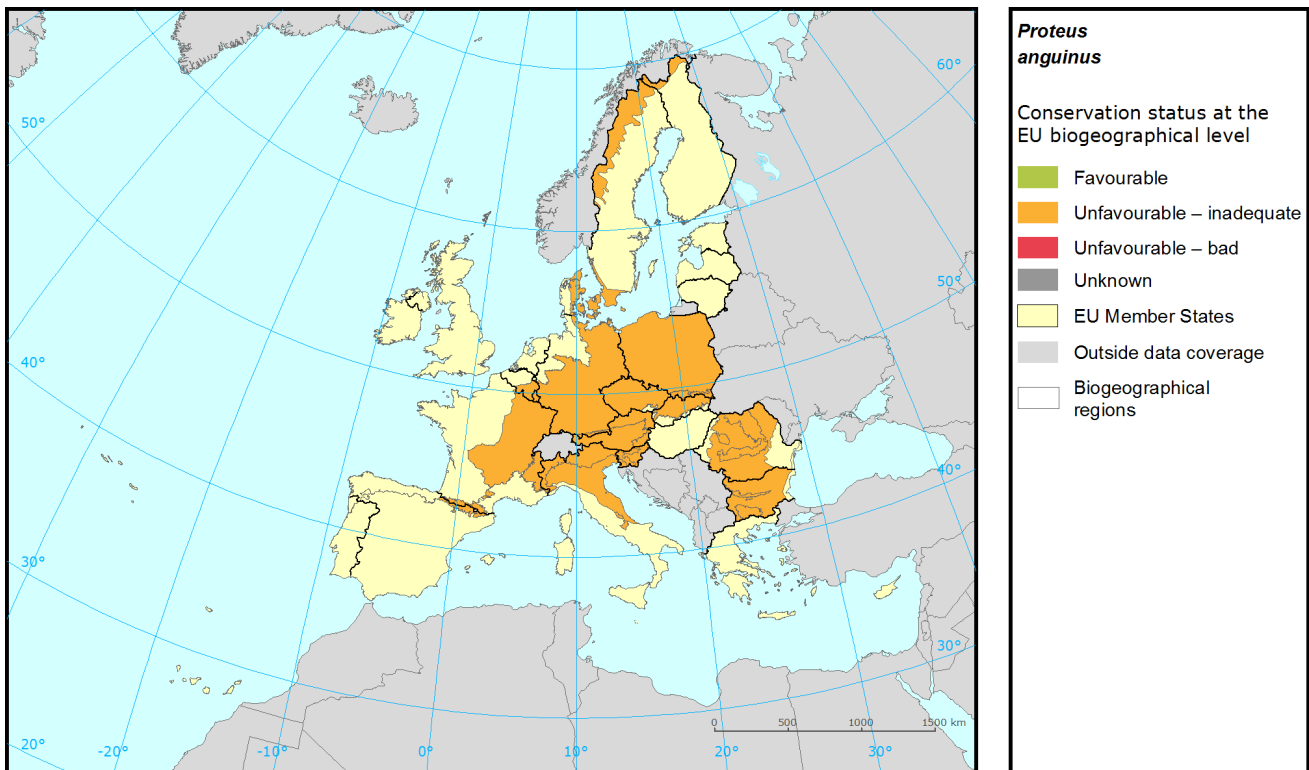 60°
50°
50°
40°
40°
30°
30°
20°
-20°
-10°
0°
10°
20°
30°
0 500 1000 1500 km
Proteus
anguinus
Conservation status at the
EU biogeographical level
Favourable
Unfavourable – inadequate
Unfavourable – bad
Unknown
EU Member States
Outside data coverage
Biogeographical
regions